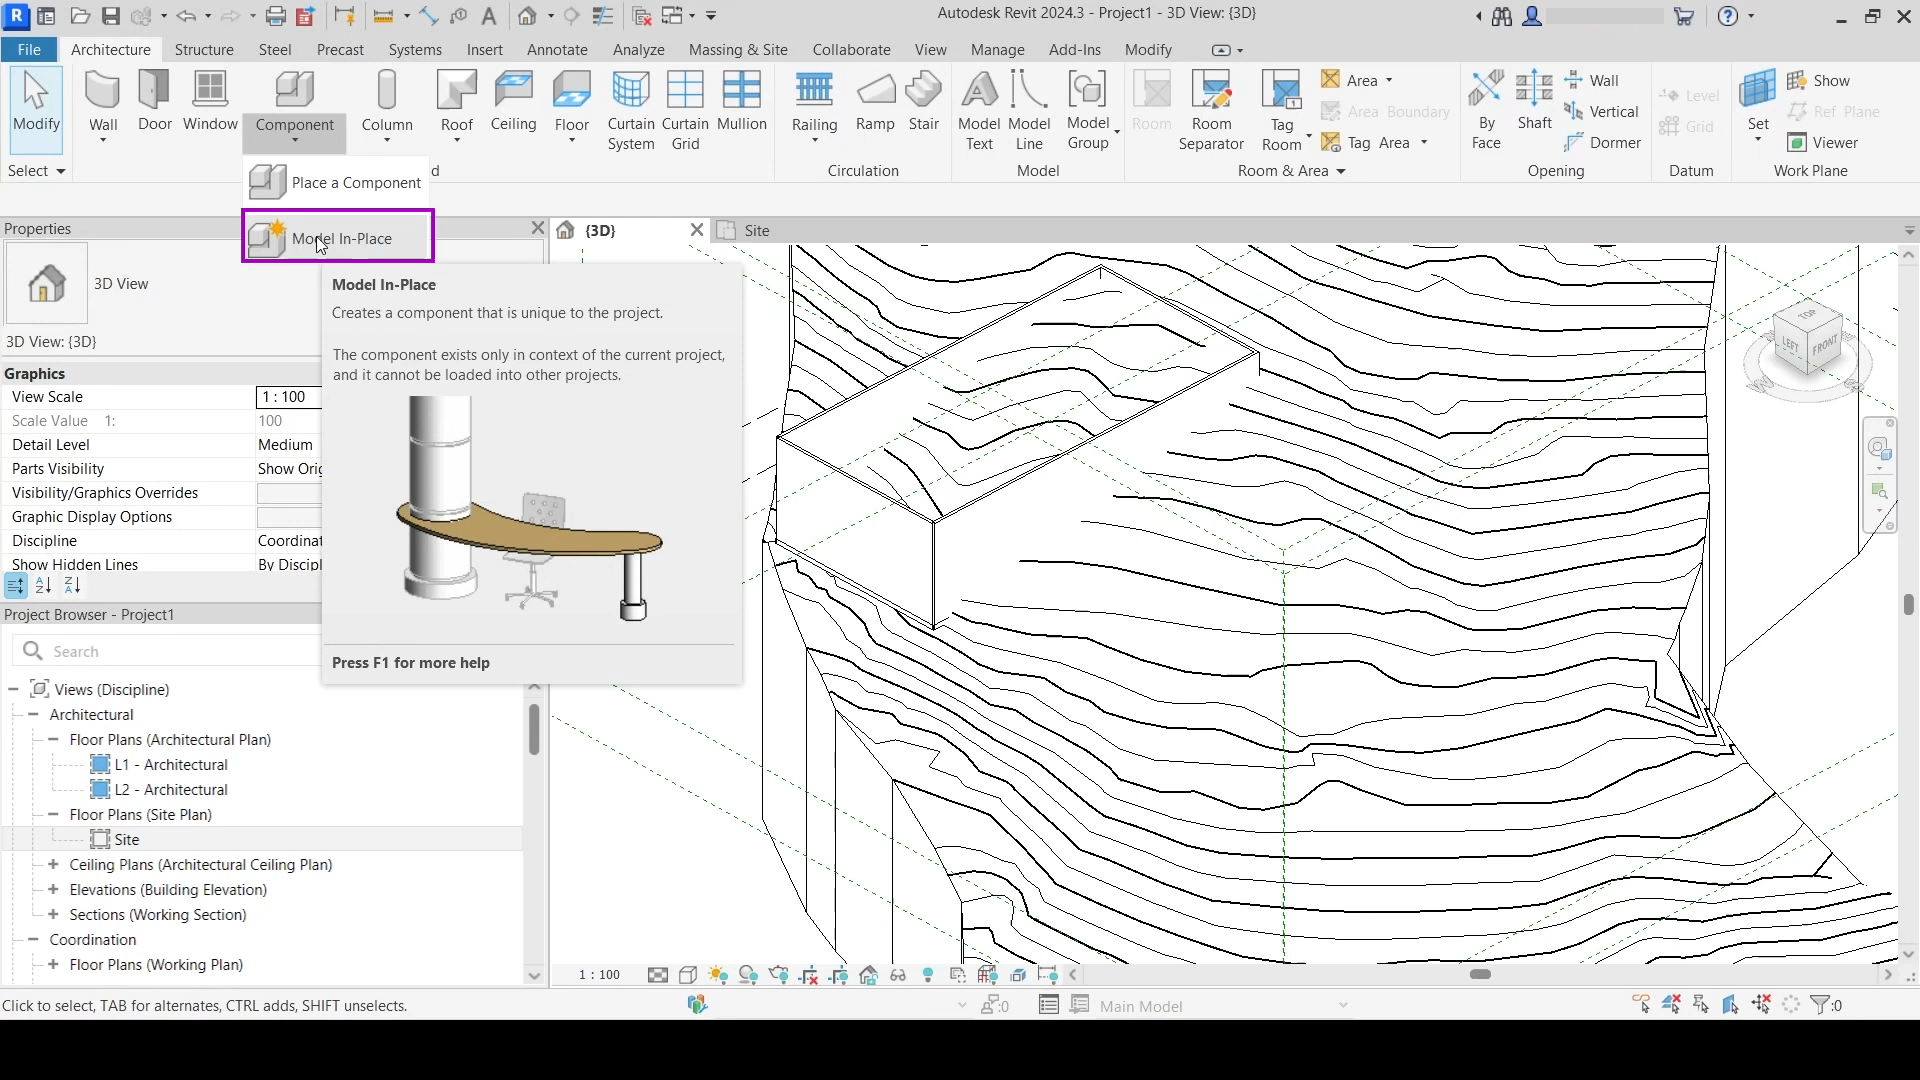 Autodesk Revit 2024.3 - Project1 - 3D View: {3D}
File Architecture Structure Steel Precast Systems Insert Annotate Analyze Massing & Site Collaborate View Manage Add-Ins Modify
Modify Wall Door Window Component Column Roof Ceiling Floor Curtain System Curtain Grid Mullion Railing Ramp Stair Model Text Model Line Model Group Room Room Separator Tag Room
Area
Area Boundary
Tag Area
By Face Shaft
Wall
Vertical
Dormer
Level
Grid
Set
Show
Ref Plane
Viewer
Select d Circulation Model Room & Area Opening Datum Work Plane
Place a Component
Model In-Place
Properties
{3D} Site
3D View
3D View: {3D}
Graphics
View Scale 1 : 100
Scale Value 1: 100
Detail Level Medium
Parts Visibility Show Orig
Visibility/Graphics Overrides
Graphic Display Options
Discipline Coordinat
Show Hidden Lines By Discipl
Model In-Place
Creates a component that is unique to the project.
The component exists only in context of the current project,
and it cannot be loaded into other projects.
Press F1 for more help
TOP
LEFT FRONT
W
Project Browser - Project1
Search
Views (Discipline)
Architectural
Floor Plans (Architectural Plan)
L1 - Architectural
L2 - Architectural
Floor Plans (Site Plan)
Site
Ceiling Plans (Architectural Ceiling Plan)
Elevations (Building Elevation)
Sections (Working Section)
Coordination
Floor Plans (Working Plan)
1 : 100
Click to select, TAB for alternates, CTRL adds, SHIFT unselects.
:0
Main Model
:0